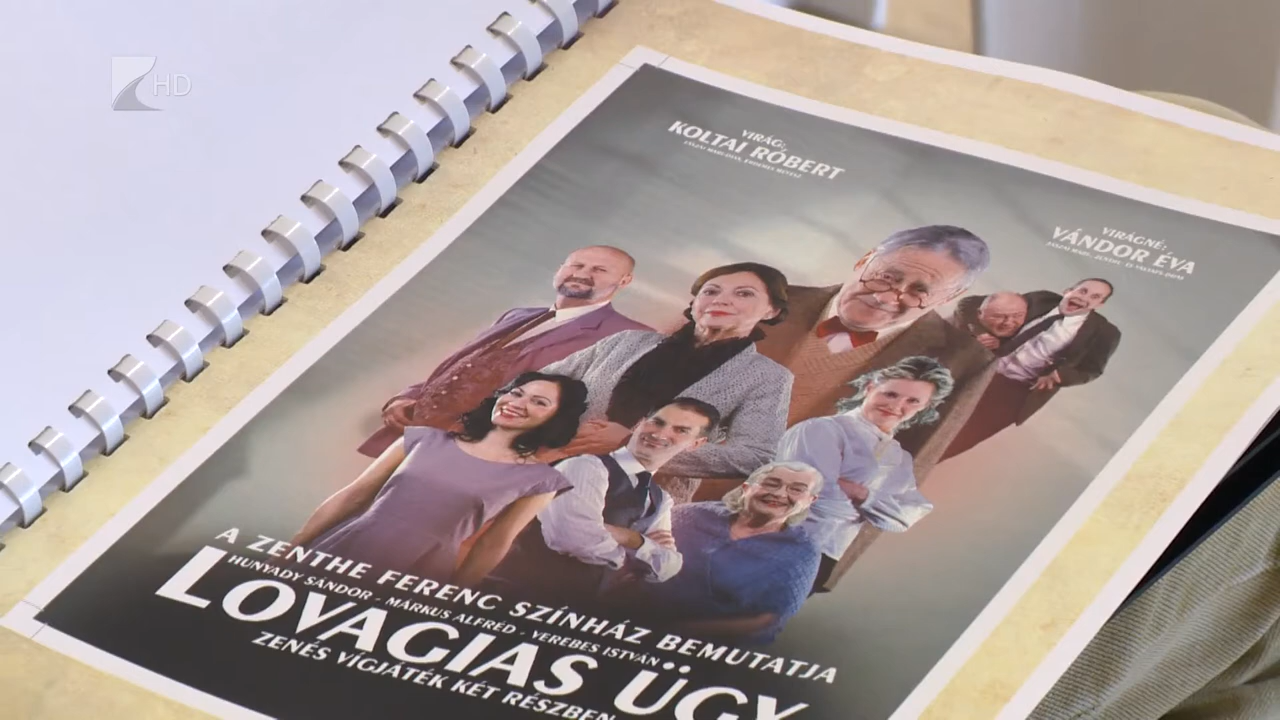 HD
VIRÁG:
KOLTAI RÓBERT
VIRÁGNÉ:
VÁNDOR ÉVA
A ZENTHE FERENC SZÍNHÁZ BEMUTATJA
HUNYADY SÁNDOR - MÁRKUS ALFRÉD - VEREBES ISTVÁN
LOVAGIAS ÜGY
ZENÉS VÍGJÁTÉK KÉT RÉSZBEN